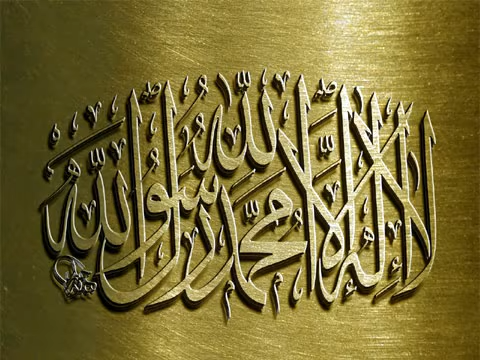 لا إله إلا الله محمد رسول الله